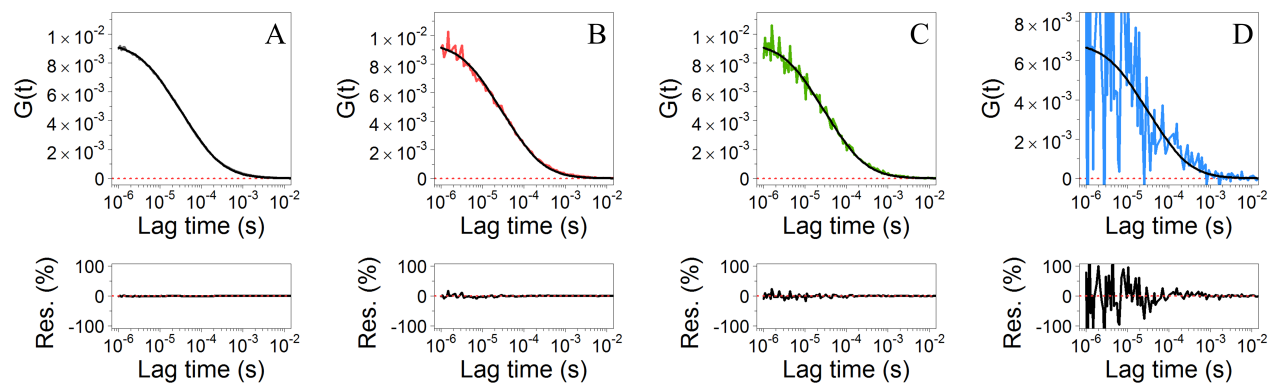 A
B
C
D
1 × 10⁻²
8 × 10⁻³
6 × 10⁻³
4 × 10⁻³
2 × 10⁻³
0
G(t)
10⁻⁶ 10⁻⁵ 10⁻⁴ 10⁻³ 10⁻²
Lag time (s)
1 × 10⁻²
8 × 10⁻³
6 × 10⁻³
4 × 10⁻³
2 × 10⁻³
0
G(t)
10⁻⁶ 10⁻⁵ 10⁻⁴ 10⁻³ 10⁻²
Lag time (s)
1 × 10⁻²
8 × 10⁻³
6 × 10⁻³
4 × 10⁻³
2 × 10⁻³
0
G(t)
10⁻⁶ 10⁻⁵ 10⁻⁴ 10⁻³ 10⁻²
Lag time (s)
8 × 10⁻³
6 × 10⁻³
4 × 10⁻³
2 × 10⁻³
0
G(t)
10⁻⁶ 10⁻⁵ 10⁻⁴ 10⁻³ 10⁻²
Lag time (s)
100
0
-100
Res. (%)
10⁻⁶ 10⁻⁵ 10⁻⁴ 10⁻³ 10⁻²
Lag time (s)
100
0
-100
Res. (%)
10⁻⁶ 10⁻⁵ 10⁻⁴ 10⁻³ 10⁻²
Lag time (s)
100
0
-100
Res. (%)
10⁻⁶ 10⁻⁵ 10⁻⁴ 10⁻³ 10⁻²
Lag time (s)
100
0
-100
Res. (%)
10⁻⁶ 10⁻⁵ 10⁻⁴ 10⁻³ 10⁻²
Lag time (s)